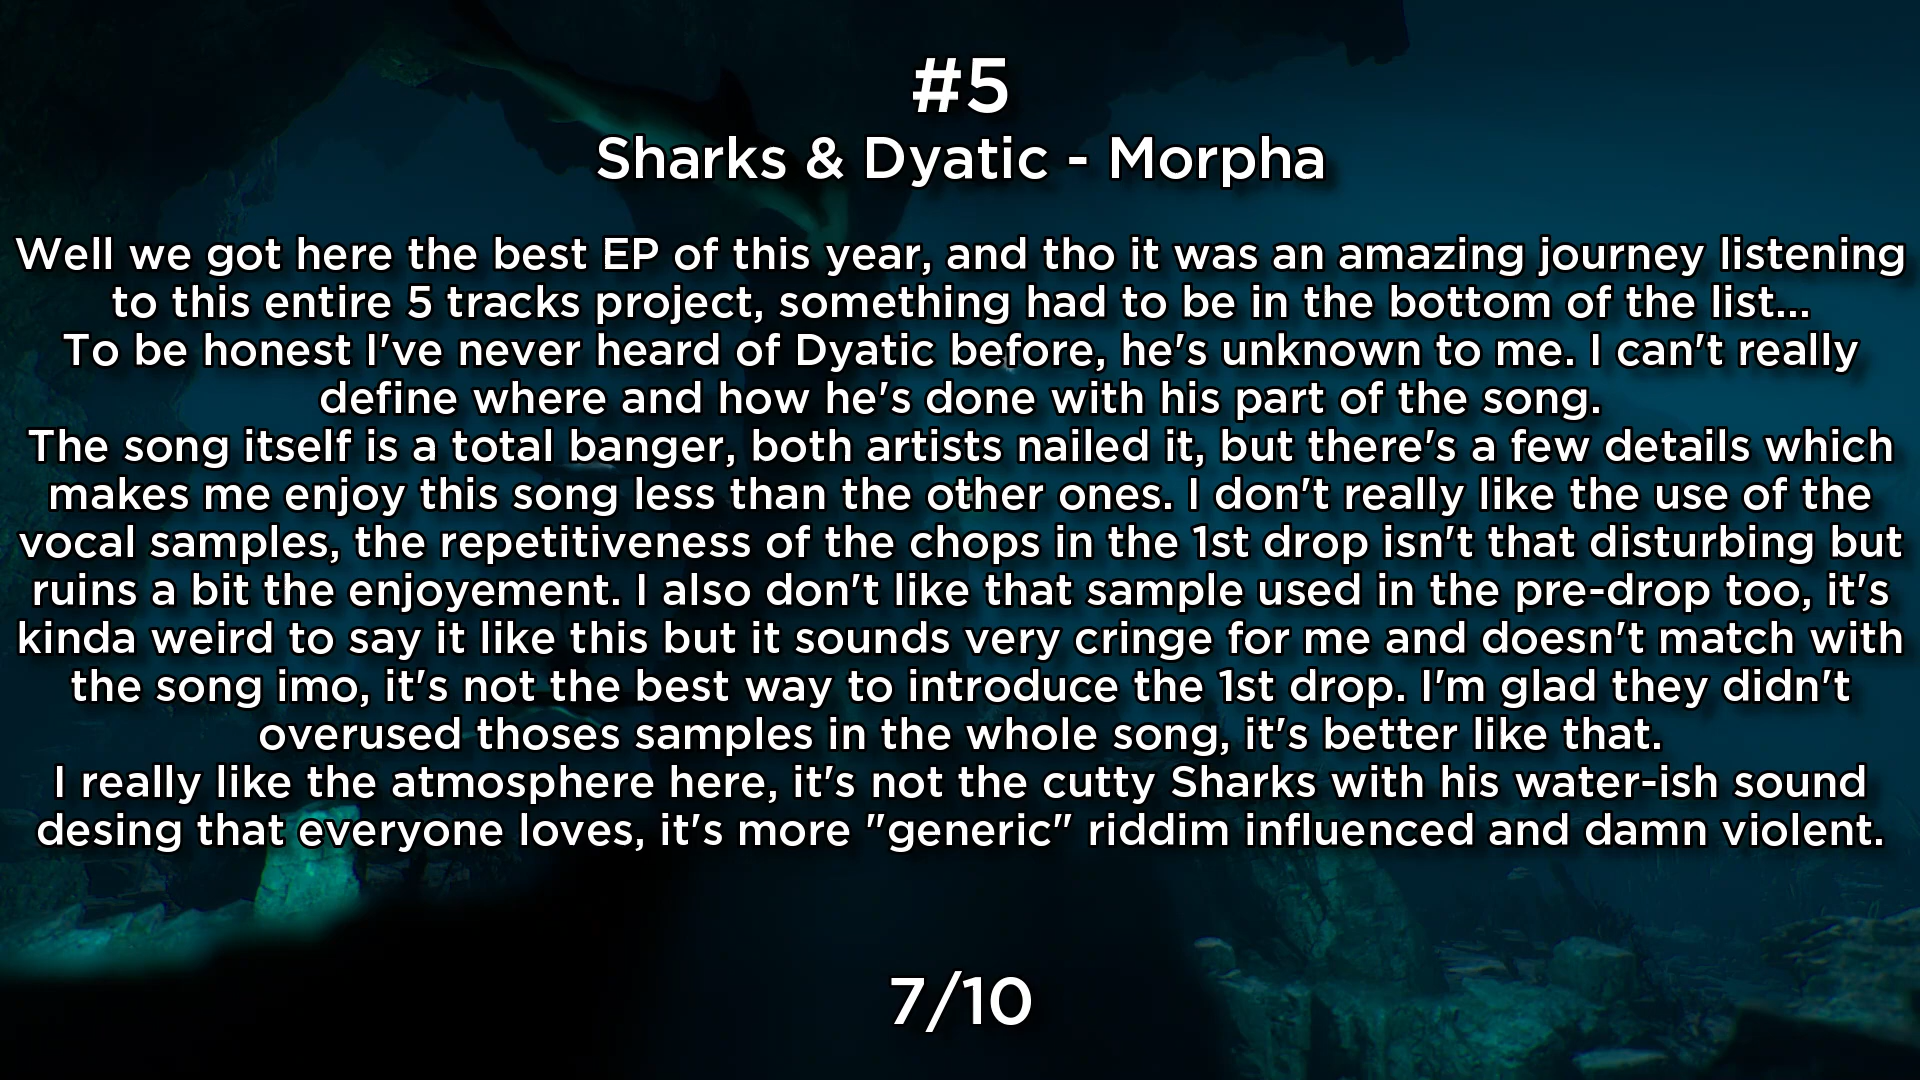 #5
Sharks & Dyatic - Morpha
Well we got here the best EP of this year, and tho it was an amazing journey listening
to this entire 5 tracks project, something had to be in the bottom of the list...
To be honest I've never heard of Dyatic before, he's unknown to me. I can't really
define where and how he's done with his part of the song.
The song itself is a total banger, both artists nailed it, but there's a few details which
makes me enjoy this song less than the other ones. I don't really like the use of the
vocal samples, the repetitiveness of the chops in the 1st drop isn't that disturbing but
ruins a bit the enjoyement. I also don't like that sample used in the pre-drop too, it's
kinda weird to say it like this but it sounds very cringe for me and doesn't match with
the song imo, it's not the best way to introduce the 1st drop. I'm glad they didn't
overused thoses samples in the whole song, it's better like that.
I really like the atmosphere here, it's not the cutty Sharks with his water-ish sound
desing that everyone loves, it's more "generic" riddim influenced and damn violent.
7/10